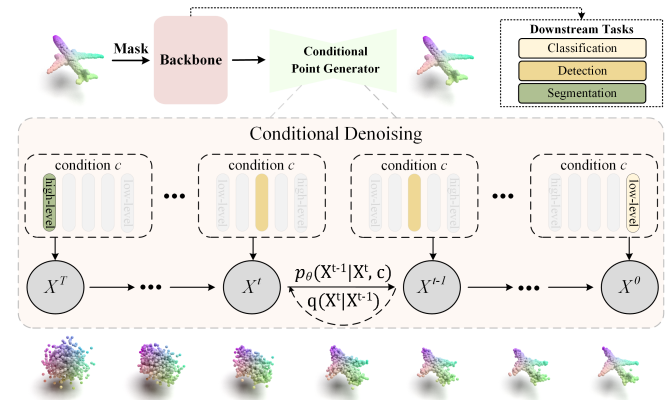 Mask
Backbone
Conditional
Point Generator
Downstream Tasks
Classification
Detection
Segmentation
Conditional Denoising
condition c
high-level
low-level
condition c
low-level
high-level
condition c
low-level
high-level
condition c
high-level
low-level
X^T
X^t
p_θ(X^{t-1}|X^t, c)
q(X^t|X^{t-1})
X^{t-1}
X^0